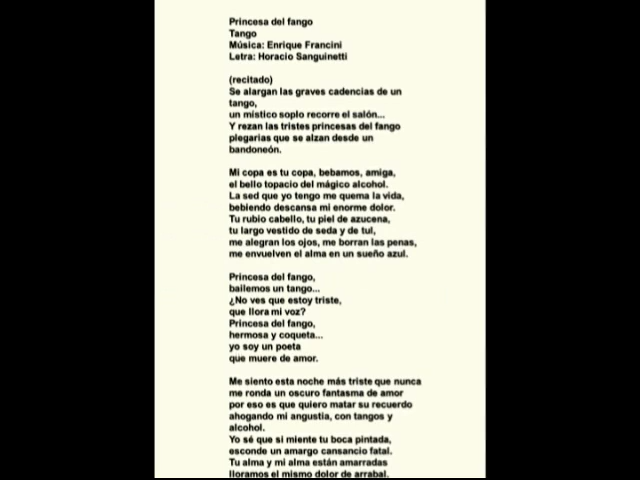 Princesa del fango
Tango
Música: Enrique Francini
Letra: Horacio Sanguinetti
(recitado)
Se alargan las graves cadencias de un
tango,
un místico soplo recorre el salón...
Y rezan las tristes princesas del fango
plegarias que se alzan desde un
bandoneón.
Mi copa es tu copa, bebamos, amiga,
el bello topacio del mágico alcohol.
La sed que yo tengo me quema la vida,
bebiendo descansa mi enorme dolor.
Tu rubio cabello, tu piel de azucena,
tu largo vestido de seda y de tul,
me alegran los ojos, me borran las penas,
me envuelven el alma en un sueño azul.
Princesa del fango,
bailemos un tango...
¿No ves que estoy triste,
que llora mi voz?
Princesa del fango,
hermosa y coqueta...
yo soy un poeta
que muere de amor.
Me siento esta noche más triste que nunca
me ronda un oscuro fantasma de amor
por eso es que quiero matar su recuerdo
ahogando mi angustia, con tangos y
alcohol.
Yo sé que si miente tu boca pintada,
esconde un amargo cansancio fatal.
Tu alma y mi alma están amarradas
lloramos el mismo dolor de arrabal.